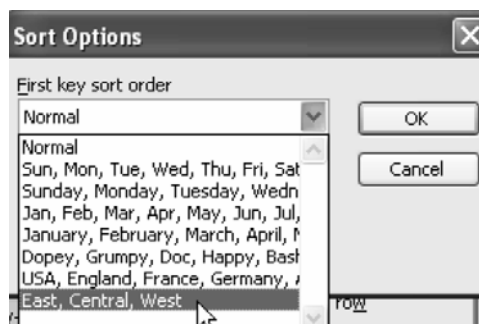 Sort Options
First key sort order
Normal
OK
Normal
Sun, Mon, Tue, Wed, Thu, Fri, Sat
Cancel
Sunday, Monday, Tuesday, Wedn
Jan, Feb, Mar, Apr, May, Jun, Jul,
January, February, March, April, M
Dopey, Grumpy, Doc, Happy, Bash
USA, England, France, Germany,
East, Central, West
row